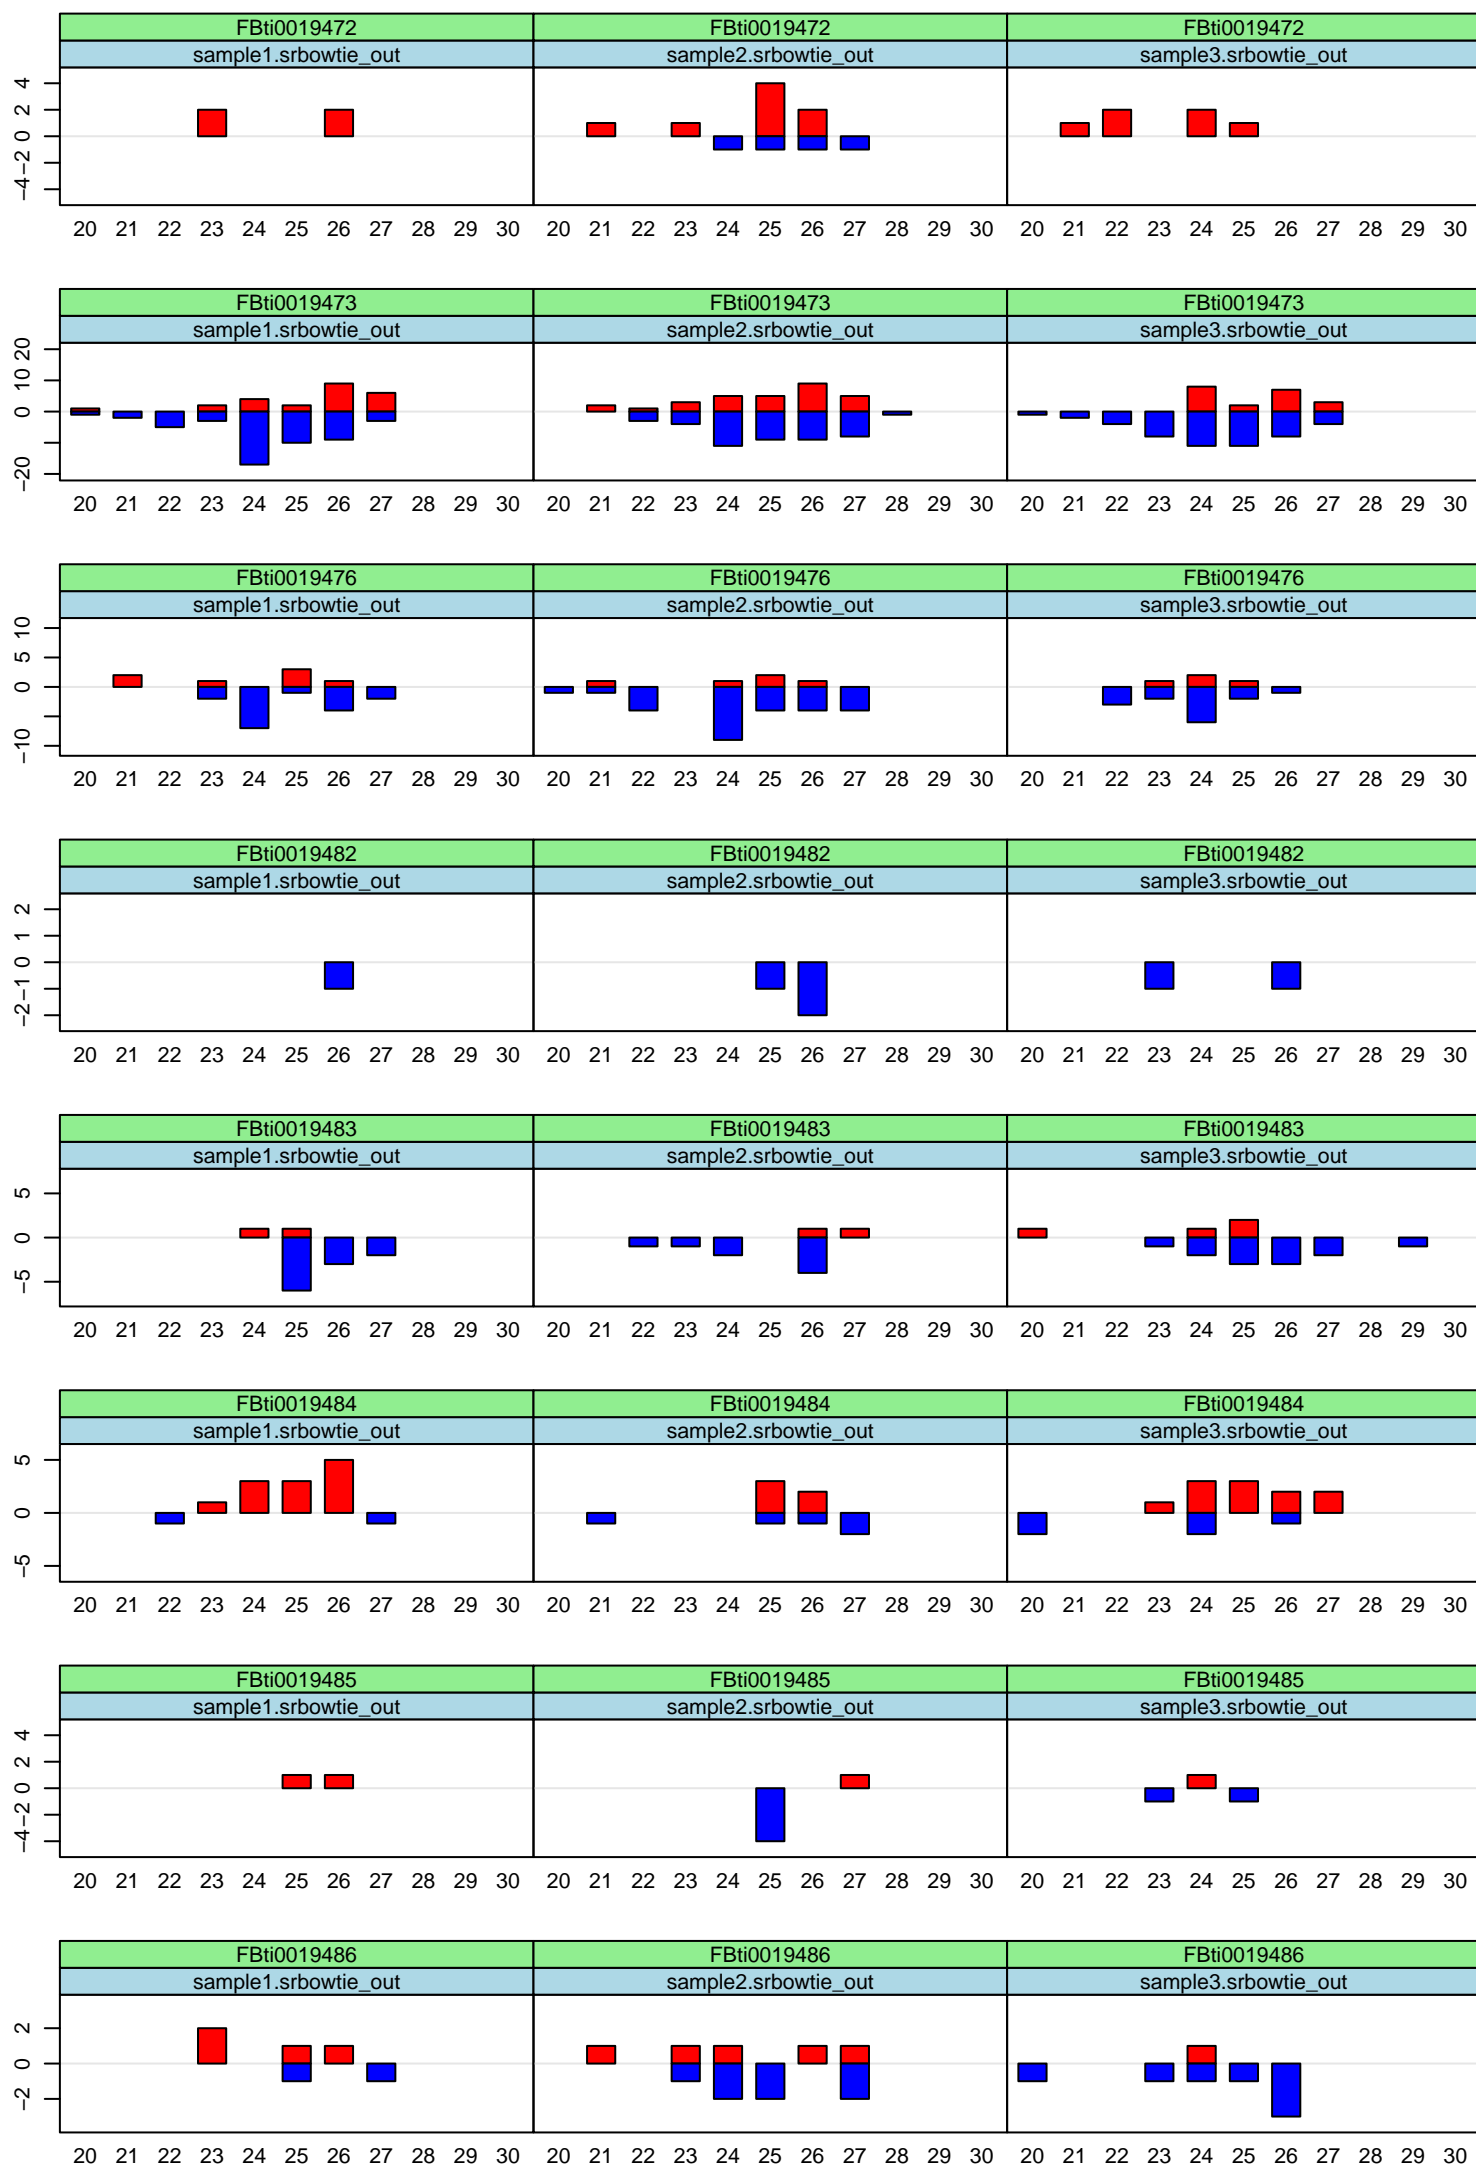 FBti0019472 FBti0019472 FBti0019472
sample1.srbowtie_out sample2.srbowtie_out sample3.srbowtie_out
−4 −2 0 2 4
20 21 22 23 24 25 26 27 28 29 30 20 21 22 23 24 25 26 27 28 29 30 20 21 22 23 24 25 26 27 28 29 30
FBti0019473 FBti0019473 FBti0019473
sample1.srbowtie_out sample2.srbowtie_out sample3.srbowtie_out
−20 0 10 20
20 21 22 23 24 25 26 27 28 29 30 20 21 22 23 24 25 26 27 28 29 30 20 21 22 23 24 25 26 27 28 29 30
FBti0019476 FBti0019476 FBti0019476
sample1.srbowtie_out sample2.srbowtie_out sample3.srbowtie_out
−10 0 5 10
20 21 22 23 24 25 26 27 28 29 30 20 21 22 23 24 25 26 27 28 29 30 20 21 22 23 24 25 26 27 28 29 30
FBti0019482 FBti0019482 FBti0019482
sample1.srbowtie_out sample2.srbowtie_out sample3.srbowtie_out
−2 −1 0 1 2
20 21 22 23 24 25 26 27 28 29 30 20 21 22 23 24 25 26 27 28 29 30 20 21 22 23 24 25 26 27 28 29 30
FBti0019483 FBti0019483 FBti0019483
sample1.srbowtie_out sample2.srbowtie_out sample3.srbowtie_out
−5 0 5
20 21 22 23 24 25 26 27 28 29 30 20 21 22 23 24 25 26 27 28 29 30 20 21 22 23 24 25 26 27 28 29 30
FBti0019484 FBti0019484 FBti0019484
sample1.srbowtie_out sample2.srbowtie_out sample3.srbowtie_out
−5 0 5
20 21 22 23 24 25 26 27 28 29 30 20 21 22 23 24 25 26 27 28 29 30 20 21 22 23 24 25 26 27 28 29 30
FBti0019485 FBti0019485 FBti0019485
sample1.srbowtie_out sample2.srbowtie_out sample3.srbowtie_out
−4 −2 0 2 4
20 21 22 23 24 25 26 27 28 29 30 20 21 22 23 24 25 26 27 28 29 30 20 21 22 23 24 25 26 27 28 29 30
FBti0019486 FBti0019486 FBti0019486
sample1.srbowtie_out sample2.srbowtie_out sample3.srbowtie_out
−2 0 2
20 21 22 23 24 25 26 27 28 29 30 20 21 22 23 24 25 26 27 28 29 30 20 21 22 23 24 25 26 27 28 29 30